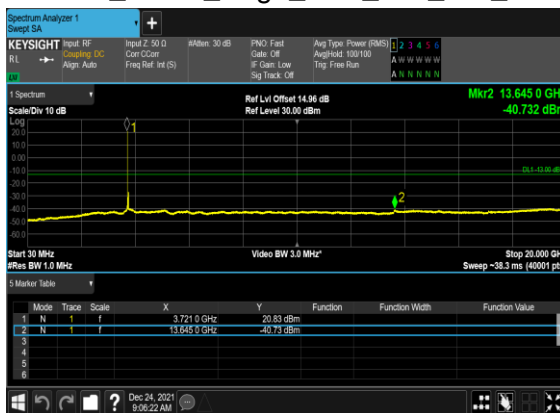 Spectrum Analyzer 1
Swept SA
KEYSIGHT
RL
Input: RF
Coupling: DC
Align: Auto
Input Z: 50 Ω
Corr CCorr
Freq Ref: Int (S)
#Atten: 30 dB
PNO: Fast
Gate: Off
IF Gain: Low
Sig Track: Off
Avg Type: Power (RMS)
Avg|Hold: 100/100
Trig: Free Run
1 2 3 4 5 6
A W W W W W
A N N N N N
1 Spectrum
Scale/Div 10 dB
Ref Lvl Offset 14.96 dB
Ref Level 30.00 dBm
Mkr2 13.645 0 GH
-40.732 dBr
Log
20.0
10.0
0.00
-10.0
-20.0
-30.0
-40.0
-50.0
-60.0
1
2
DL1 -13.00 dB
Start 30 MHz
#Res BW 1.0 MHz
Video BW 3.0 MHz*
Stop 20.000 GH
Sweep ~38.3 ms (40001 pt
5 Marker Table
Mode Trace Scale X Y Function Function Width Function Value
1 N 1 f 3.721 0 GHz 20.83 dBm
2 N 1 f 13.645 0 GHz -40.73 dBm
3
4
5
6
?
Dec 24, 2021
9:06:22 AM